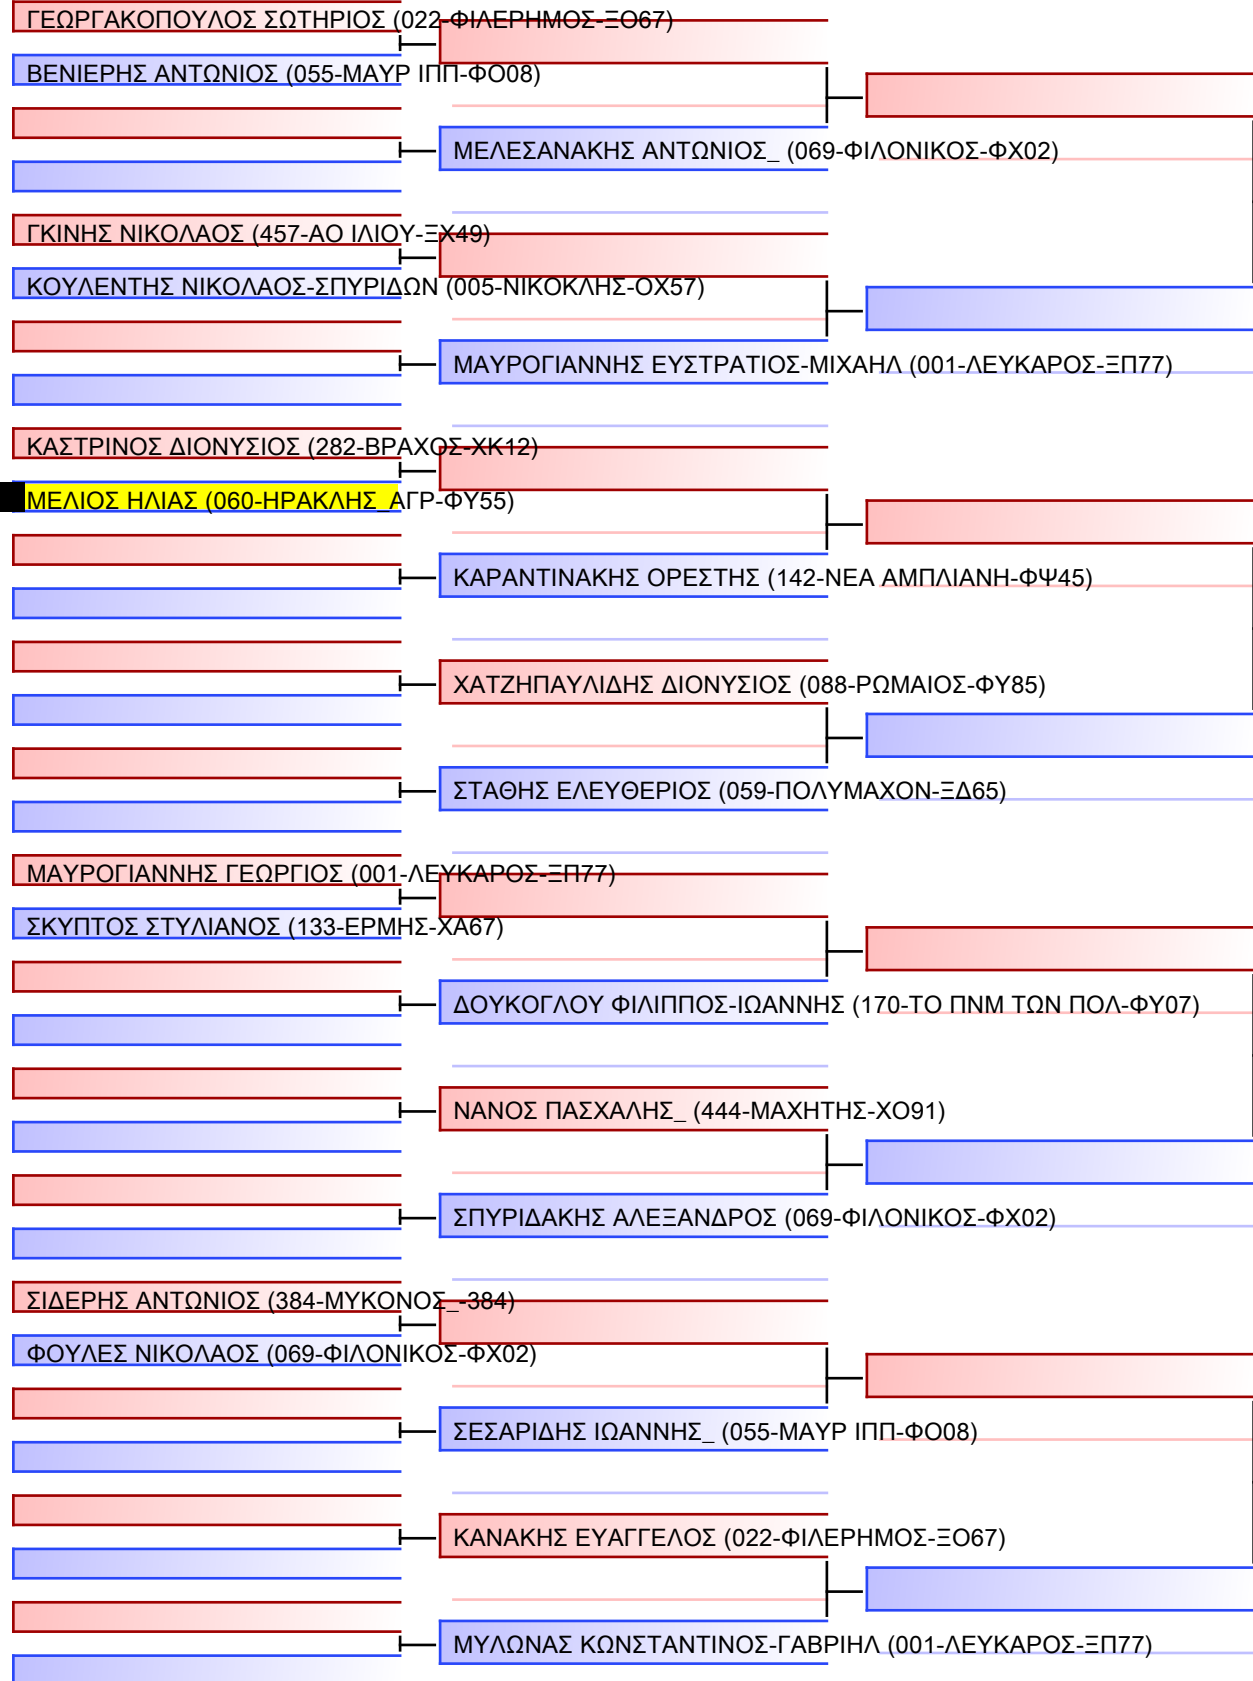 ΓΕΩΡΓΑΚΟΠΟΥΛΟΣ ΣΩΤΗΡΙΟΣ (022-ΦΙΛΕΡΗΜΟΣ-ΞΟ67)
ΒΕΝΙΕΡΗΣ ΑΝΤΩΝΙΟΣ (055-ΜΑΥΡ ΙΠΠ-ΦΟ08)
ΜΕΛΕΣΑΝΑΚΗΣ ΑΝΤΩΝΙΟΣ_ (069-ΦΙΛΟΝΙΚΟΣ-ΦΧ02)
ΓΚΙΝΗΣ ΝΙΚΟΛΑΟΣ (457-ΑΟ ΙΛΙΟΥ-ΞΧ49)
ΚΟΥΛΕΝΤΗΣ ΝΙΚΟΛΑΟΣ-ΣΠΥΡΙΔΩΝ (005-ΝΙΚΟΚΛΗΣ-ΟΧ57)
ΜΑΥΡΟΓΙΑΝΝΗΣ ΕΥΣΤΡΑΤΙΟΣ-ΜΙΧΑΗΛ (001-ΛΕΥΚΑΡΟΣ-ΞΠ77)
ΚΑΣΤΡΙΝΟΣ ΔΙΟΝΥΣΙΟΣ (282-ΒΡΑΧΟΣ-ΧΚ12)
ΜΕΛΙΟΣ ΗΛΙΑΣ (060-ΗΡΑΚΛΗΣ_ΑΓΡ-ΦΥ55)
ΚΑΡΑΝΤΙΝΑΚΗΣ ΟΡΕΣΤΗΣ (142-ΝΕΑ ΑΜΠΛΙΑΝΗ-ΦΨ45)
ΧΑΤΖΗΠΑΥΛΙΔΗΣ ΔΙΟΝΥΣΙΟΣ (088-ΡΩΜΑΙΟΣ-ΦΥ85)
ΣΤΑΘΗΣ ΕΛΕΥΘΕΡΙΟΣ (059-ΠΟΛΥΜΑΧΟΝ-ΞΔ65)
ΜΑΥΡΟΓΙΑΝΝΗΣ ΓΕΩΡΓΙΟΣ (001-ΛΕΥΚΑΡΟΣ-ΞΠ77)
ΣΚΥΠΤΟΣ ΣΤΥΛΙΑΝΟΣ (133-ΕΡΜΗΣ-ΧΑ67)
ΔΟΥΚΟΓΛΟΥ ΦΙΛΙΠΠΟΣ-ΙΩΑΝΝΗΣ (170-ΤΟ ΠΝΜ ΤΩΝ ΠΟΛ-ΦΥ07)
ΝΑΝΟΣ ΠΑΣΧΑΛΗΣ_ (444-ΜΑΧΗΤΗΣ-ΧΟ91)
ΣΠΥΡΙΔΑΚΗΣ ΑΛΕΞΑΝΔΡΟΣ (069-ΦΙΛΟΝΙΚΟΣ-ΦΧ02)
ΣΙΔΕΡΗΣ ΑΝΤΩΝΙΟΣ (384-ΜΥΚΟΝΟΣ_-384)
ΦΟΥΛΕΣ ΝΙΚΟΛΑΟΣ (069-ΦΙΛΟΝΙΚΟΣ-ΦΧ02)
ΣΕΣΑΡΙΔΗΣ ΙΩΑΝΝΗΣ_ (055-ΜΑΥΡ ΙΠΠ-ΦΟ08)
ΚΑΝΑΚΗΣ ΕΥΑΓΓΕΛΟΣ (022-ΦΙΛΕΡΗΜΟΣ-ΞΟ67)
ΜΥΛΩΝΑΣ ΚΩΝΣΤΑΝΤΙΝΟΣ-ΓΑΒΡΙΗΛ (001-ΛΕΥΚΑΡΟΣ-ΞΠ77)